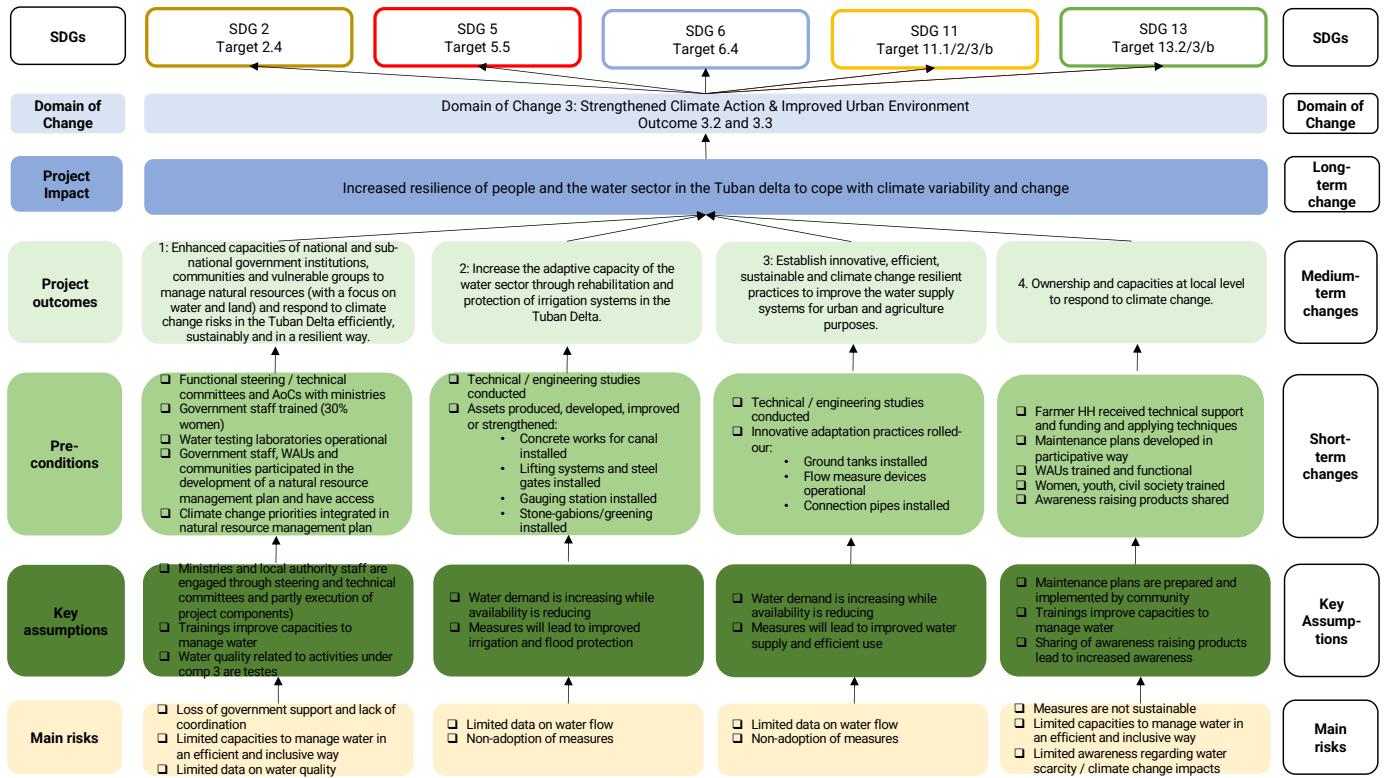 SDGs
SDG 2
Target 2.4
SDG 5
Target 5.5
SDG 6
Target 6.4
SDG 11
Target 11.1/2/3/b
SDG 13
Target 13.2/3/b
SDGs
Domain of
Change
Domain of Change 3: Strengthened Climate Action & Improved Urban Environment
Outcome 3.2 and 3.3
Domain of
Change
Project
Impact
Increased resilience of people and the water sector in the Tuban delta to cope with climate variability and change
Long-
term
change
Project
outcomes
1: Enhanced capacities of national and sub-
national government institutions,
communities and vulnerable groups to
manage natural resources (with a focus on
water and land) and respond to climate
change risks in the Tuban Delta efficiently,
sustainably and in a resilient way.
2: Increase the adaptive capacity of the
water sector through rehabilitation and
protection of irrigation systems in the
Tuban Delta.
3: Establish innovative, efficient,
sustainable and climate change resilient
practices to improve the water supply
systems for urban and agriculture
purposes.
4. Ownership and capacities at local level
to respond to climate change.
Medium-
term
changes
Pre-
conditions
❑ Functional steering / technical
committees and AoCs with ministries
❑ Government staff trained (30%
women)
❑ Water testing laboratories operational
❑ Government staff, WAUs and
communities participated in the
development of a natural resource
management plan and have access
❑ Climate change priorities integrated in
natural resource management plan
❑ Technical / engineering studies
conducted
❑ Assets produced, developed, improved
or strengthened:
• Concrete works for canal
installed
• Lifting systems and steel
gates installed
• Gauging station installed
• Stone-gabions/greening
installed
❑ Technical / engineering studies
conducted
❑ Innovative adaptation practices rolled-
our:
• Ground tanks installed
• Flow measure devices
operational
• Connection pipes installed
❑ Farmer HH received technical support
and funding and applying techniques
❑ Maintenance plans developed in
participative way
❑ WAUs trained and functional
❑ Women, youth, civil society trained
❑ Awareness raising products shared
Short-
term
changes
Key
assumptions
❑ Ministries and local authority staff are
engaged through steering and technical
committees and partly execution of
project components)
❑ Trainings improve capacities to
manage water
❑ Water quality related to activities under
comp 3 are testes
❑ Water demand is increasing while
availability is reducing
❑ Measures will lead to improved
irrigation and flood protection
❑ Water demand is increasing while
availability is reducing
❑ Measures will lead to improved water
supply and efficient use
❑ Maintenance plans are prepared and
implemented by community
❑ Trainings improve capacities to
manage water
❑ Sharing of awareness raising products
lead to increased awareness
Key
Assump-
tions
Main risks
❑ Loss of government support and lack of
coordination
❑ Limited capacities to manage water in
an efficient and inclusive way
❑ Limited data on water quality
❑ Limited data on water flow
❑ Non-adoption of measures
❑ Limited data on water flow
❑ Non-adoption of measures
❑ Measures are not sustainable
❑ Limited capacities to manage water in
an efficient and inclusive way
❑ Limited awareness regarding water
scarcity / climate change impacts
Main
risks